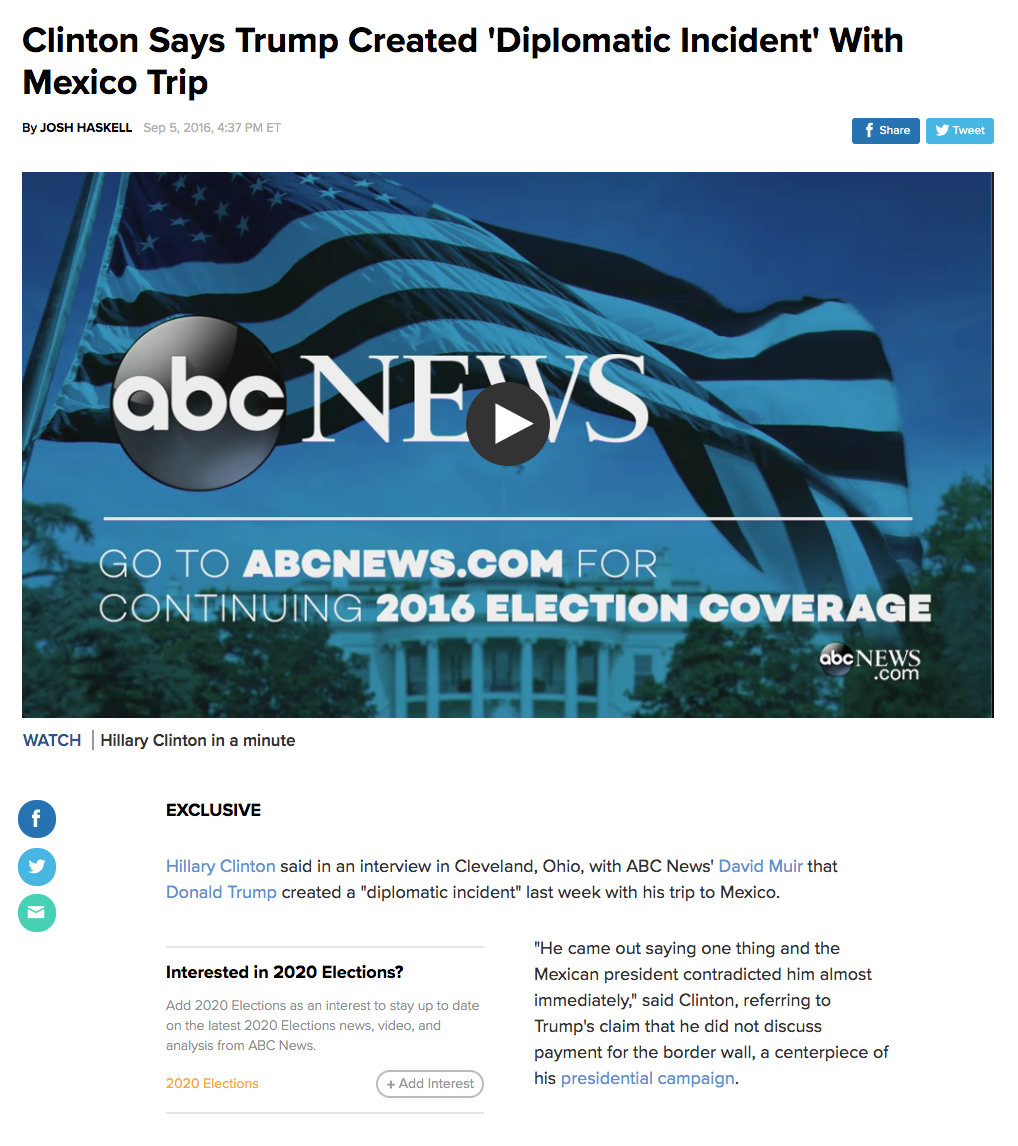 Clinton Says Trump Created 'Diplomatic Incident' With
Mexico Trip
By JOSH HASKELL Sep 5, 2016, 4:37 PM ET
Share
Tweet
abc NEWS
GO TO ABCNEWS.COM FOR
CONTINUING 2016 ELECTION COVERAGE
abc NEWS
.com
WATCH | Hillary Clinton in a minute
EXCLUSIVE
Hillary Clinton said in an interview in Cleveland, Ohio, with ABC News' David Muir that
Donald Trump created a "diplomatic incident" last week with his trip to Mexico.
Interested in 2020 Elections?
Add 2020 Elections as an interest to stay up to date
on the latest 2020 Elections news, video, and
analysis from ABC News.
2020 Elections
+ Add Interest
"He came out saying one thing and the
Mexican president contradicted him almost
immediately," said Clinton, referring to
Trump's claim that he did not discuss
payment for the border wall, a centerpiece of
his presidential campaign.